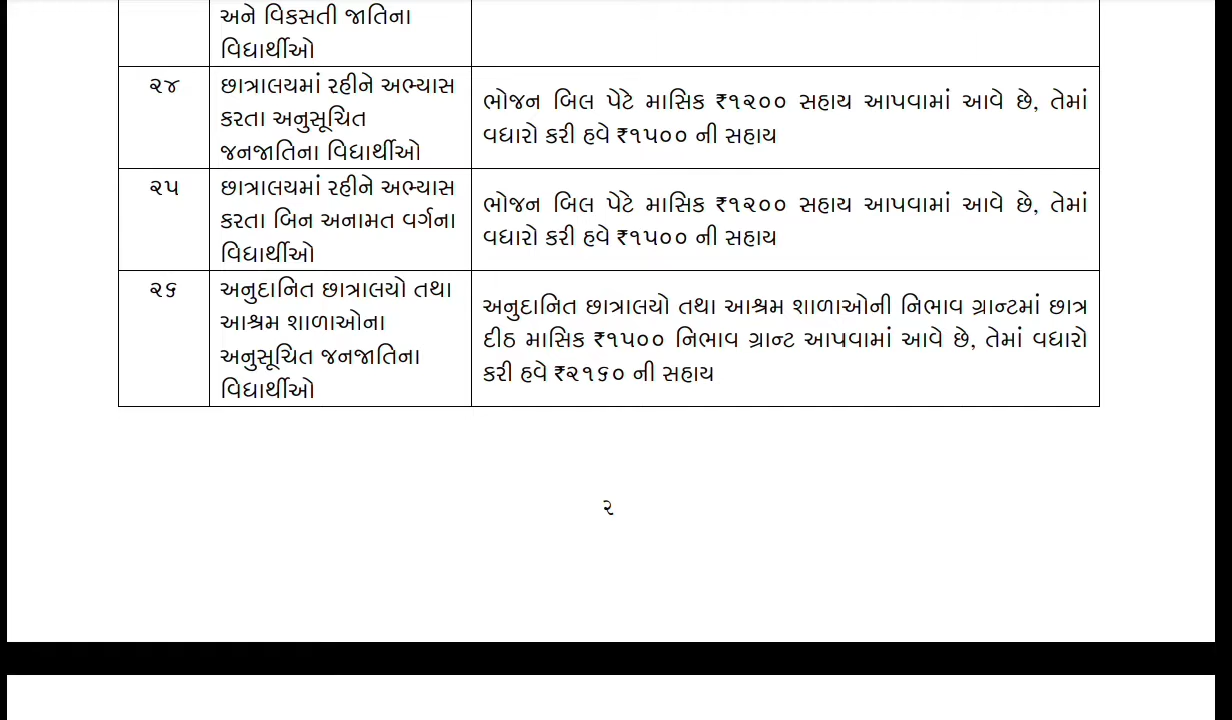 અને વિકસતી જાતિના
વિદ્યાર્થીઓ
૨૪
છાત્રાલયમાં રહીને અભ્યાસ
કરતા અનુસૂચિત
જનજાતિના વિદ્યાર્થીઓ
ભોજન બિલ પેટે માસિક ₹૧૨૦૦ સહાય આપવામાં આવે છે, તેમાં
વધારો કરી હવે ₹૧૫૦૦ ની સહાય
૨૫
છાત્રાલયમાં રહીને અભ્યાસ
કરતા બિન અનામત વર્ગના
વિદ્યાર્થીઓ
ભોજન બિલ પેટે માસિક ₹૧૨૦૦ સહાય આપવામાં આવે છે, તેમાં
વધારો કરી હવે ₹૧૫૦૦ ની સહાય
૨૬
અનુદાનિત છાત્રાલયો તથા
આશ્રમ શાળાઓના
અનુસૂચિત જનજાતિના
વિદ્યાર્થીઓ
અનુદાનિત છાત્રાલયો તથા આશ્રમ શાળાઓની નિભાવ ગ્રાન્ટમાં છાત્ર
દીઠ માસિક ₹૧૫૦૦ નિભાવ ગ્રાન્ટ આપવામાં આવે છે, તેમાં વધારો
કરી હવે ₹૨૧૬૦ ની સહાય
૨